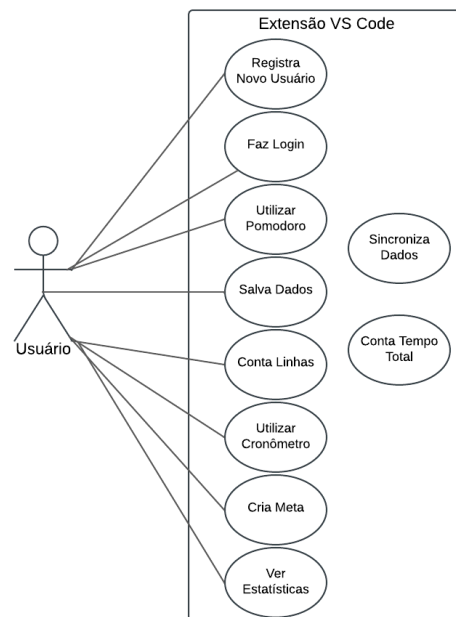 Extensão VS Code
Registra
Novo Usuário
Faz Login
Utilizar
Pomodoro
Sincroniza
Dados
Salva Dados
Usuário
Conta Tempo
Total
Conta Linhas
Utilizar
Cronômetro
Cria Meta
Ver
Estatísticas